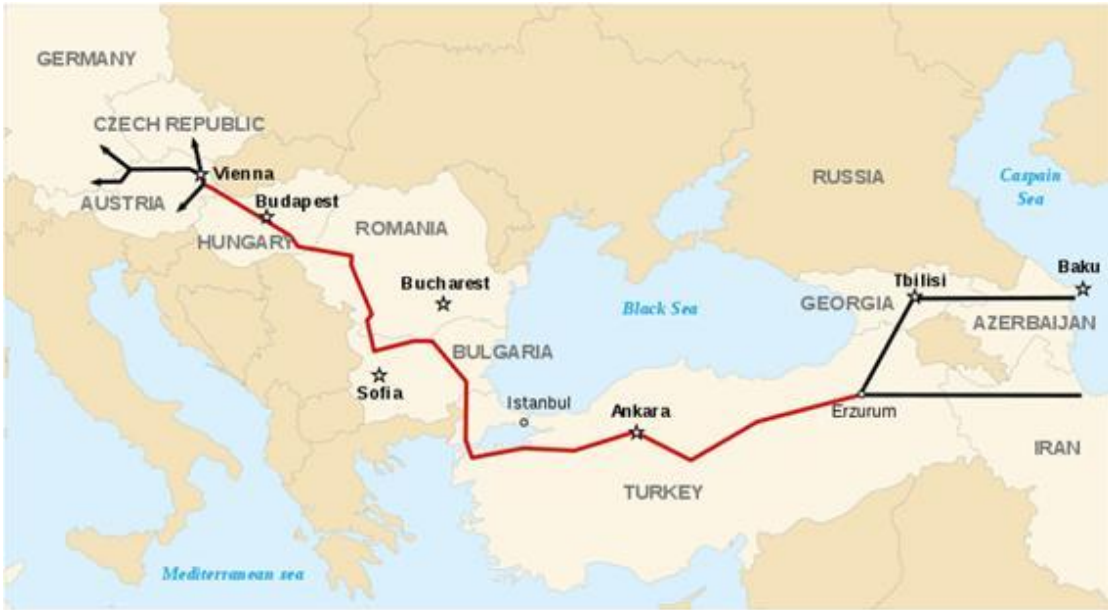 GERMANY
CZECH REPUBLIC
Vienna
AUSTRIA
Budapest
HUNGARY
ROMANIA
Bucharest
BULGARIA
Sofia
Istanbul
Ankara
TURKEY
Black Sea
RUSSIA
Caspain
Sea
Baku
Tbilisi
GEORGIA
AZERBAIJAN
Erzurum
IRAN
Mediterranean sea